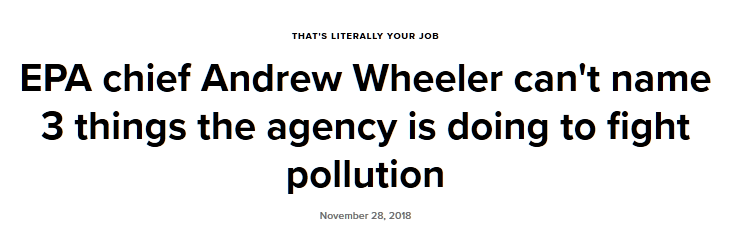 THAT'S LITERALLY YOUR JOB
EPA chief Andrew Wheeler can't name
3 things the agency is doing to fight
pollution
November 28, 2018